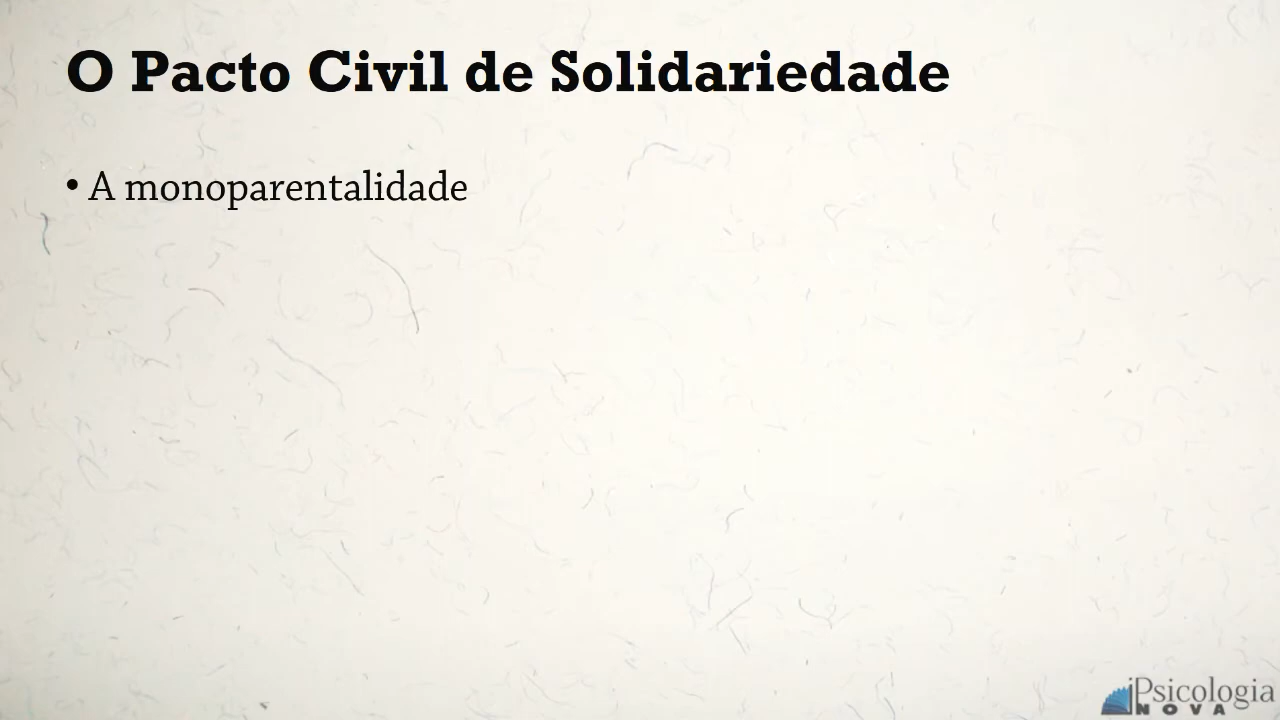 O Pacto Civil de Solidariedade
• A monoparentalidade
Psicologia
NOVA